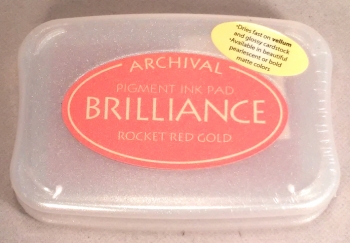 •Dries fast on vellum
and glossy cardstock
•Available in beautiful
pearlescent or bold
matte colors.
ARCHIVAL
PIGMENT INK PAD
BRILLIANCE
ROCKET RED GOLD